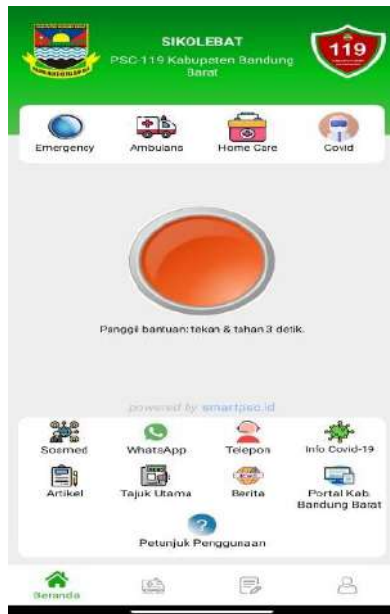 SIKOLEBAT
PSC-119 Kabupaten Bandung
Barat
119
Emergency
Ambulans
Home Care
Covid
Panggil bantuan: tekan & tahan 3 detik.
powered by smartpsc.id
Sosmed
WhatsApp
Telepon
Info Covid-19
Artikel
Tajuk Utama
Berita
Portal Kab.
Bandung Barat
Petunjuk Penggunaan
Beranda